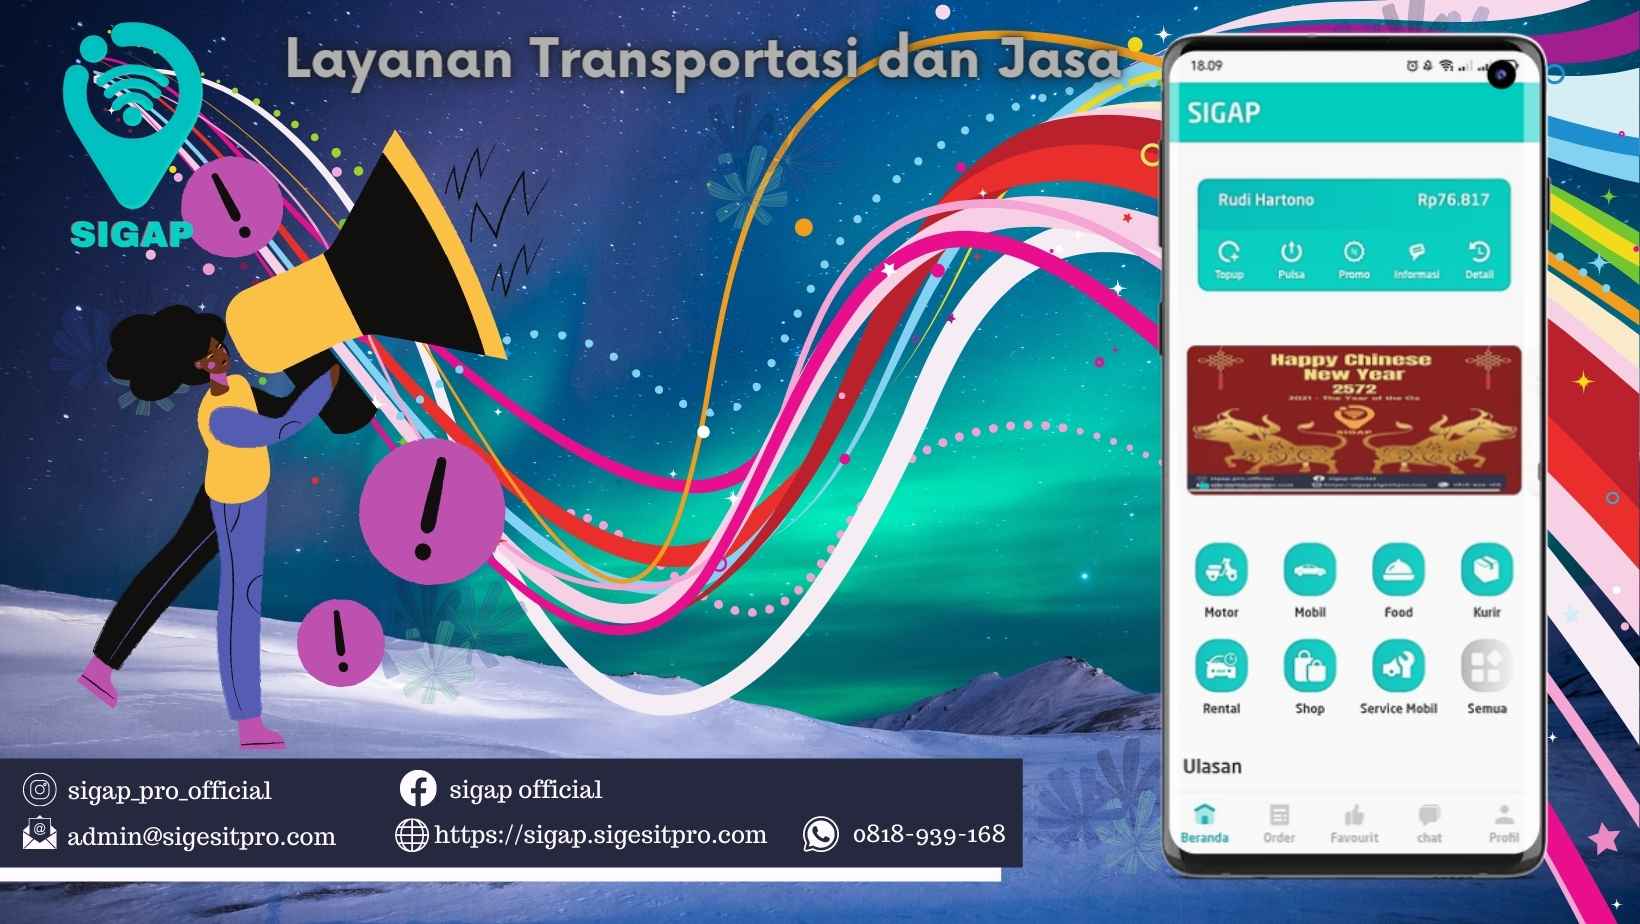 Layanan Transportasi dan Jasa
SIGAP
18.09
SIGAP
Rudi Hartono
Rp76.817
Topup
Pulsa
Promo
Informasi
Detail
Happy Chinese
New Year
2572
2021 - The Year of the Ox
SIGAP
Motor
Mobil
Food
Kurir
Rental
Shop
Service Mobil
Semua
Ulasan
Beranda
Order
Favourit
chat
Profil
sigap_pro_official
sigap official
admin@sigesitpro.com
https://sigap.sigesitpro.com
0818-939-168